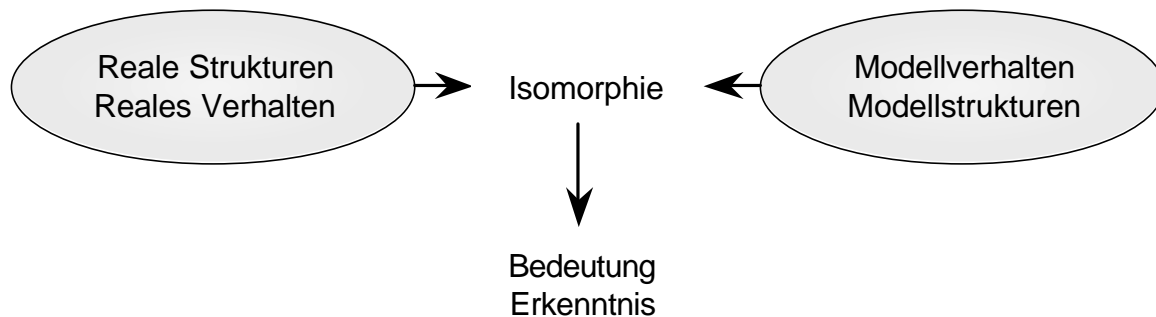 Reale Strukturen
Reales Verhalten
Isomorphie
Modellverhalten
Modellstrukturen
Bedeutung
Erkenntnis